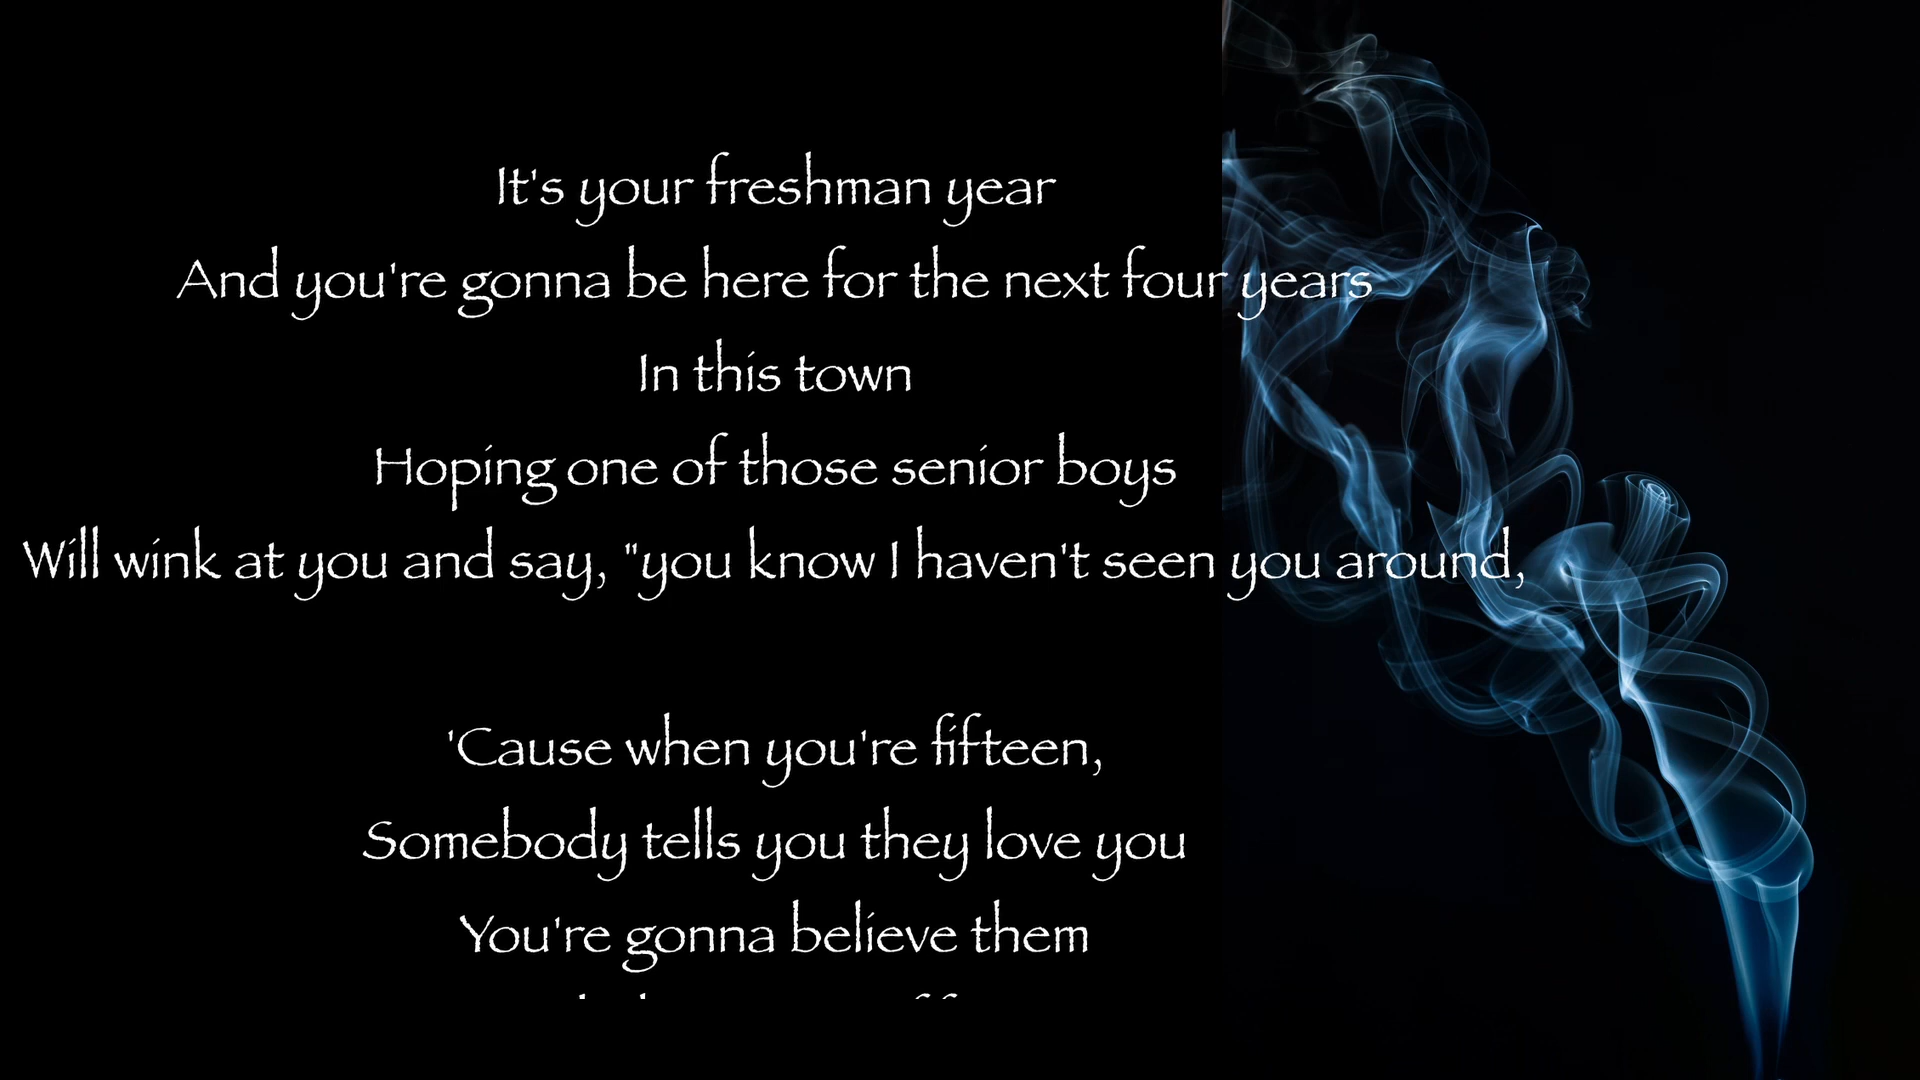 It's your freshman year
And you're gonna be here for the next four years
In this town
Hoping one of those senior boys
Will wink at you and say, "you know I haven't seen you around,
'Cause when you're fifteen,
Somebody tells you they love you
You're gonna believe them